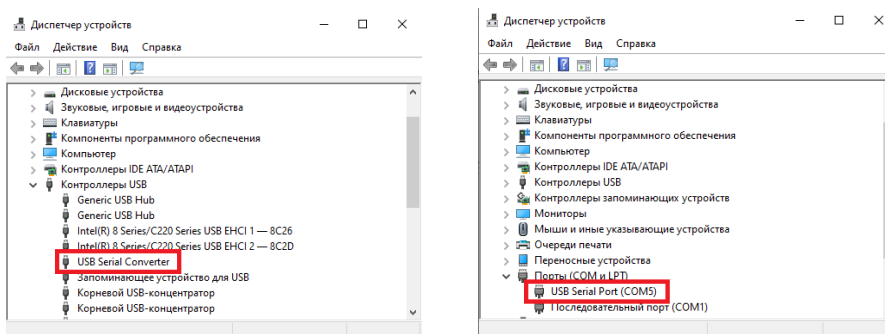 Диспетчер устройств
Файл Действие Вид Справка
Дисковые устройства
Звуковые, игровые и видеоустройства
Клавиатуры
Компоненты программного обеспечения
Компьютер
Контроллеры IDE ATA/ATAPI
Контроллеры USB
Generic USB Hub
Generic USB Hub
Intel(R) 8 Series/C220 Series USB EHCI 1 — 8C26
Intel(R) 8 Series/C220 Series USB EHCI 2 — 8C2D
USB Serial Converter
Запоминающее устройство для USB
Корневой USB-концентратор
Корневой USB-концентратор
Диспетчер устройств
Файл Действие Вид Справка
Дисковые устройства
Звуковые, игровые и видеоустройства
Клавиатуры
Компоненты программного обеспечения
Компьютер
Контроллеры IDE ATA/ATAPI
Контроллеры USB
Контроллеры запоминающих устройств
Мониторы
Мыши и иные указывающие устройства
Очереди печати
Переносные устройства
Порты (COM и LPT)
USB Serial Port (COM5)
Последовательный порт (COM1)